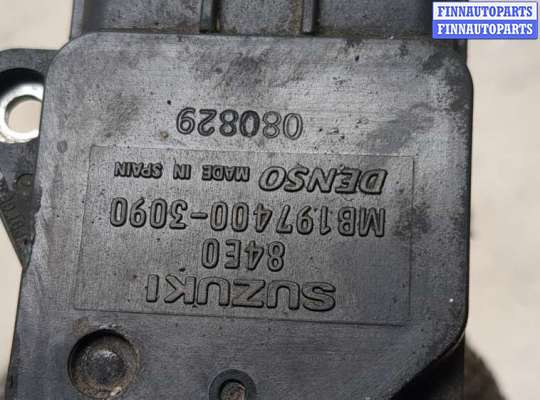 FINNAUTOPARTS
FINNAUTOPARTS
SUZUKI
84E0
MB197400-3090
DENSO MADE IN SPAIN
080829